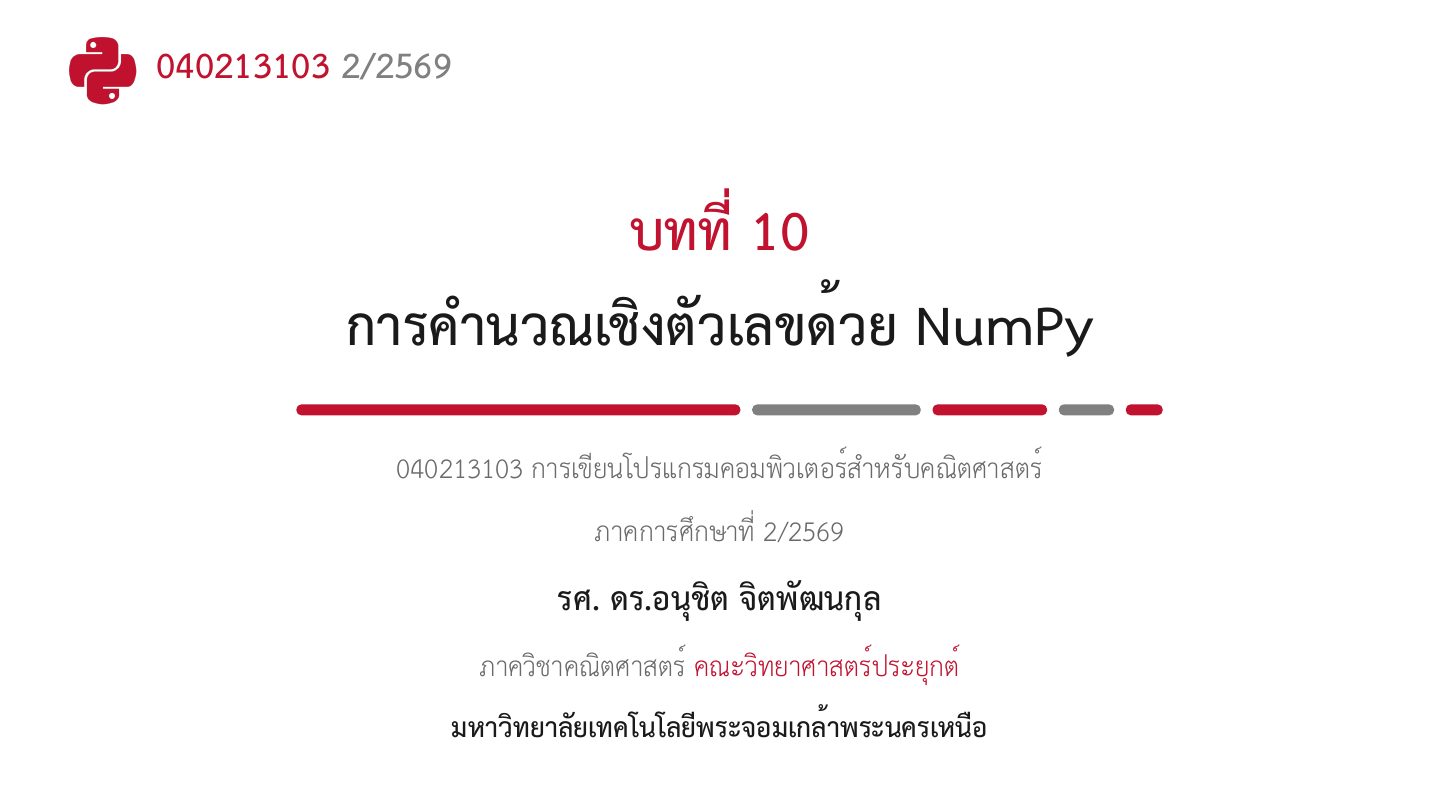 040213103 2/2569
บทที่ 10
การคำนวณเชิงตัวเลขด้วย NumPy
040213103 การเขียนโปรแกรมคอมพิวเตอร์สำหรับคณิตศาสตร์
ภาคการศึกษาที่ 2/2569
รศ. ดร.อนุชิต จิตพัฒนกุล
ภาควิชาคณิตศาสตร์ คณะวิทยาศาสตร์ประยุกต์
มหาวิทยาลัยเทคโนโลยีพระจอมเกล้าพระนครเหนือ